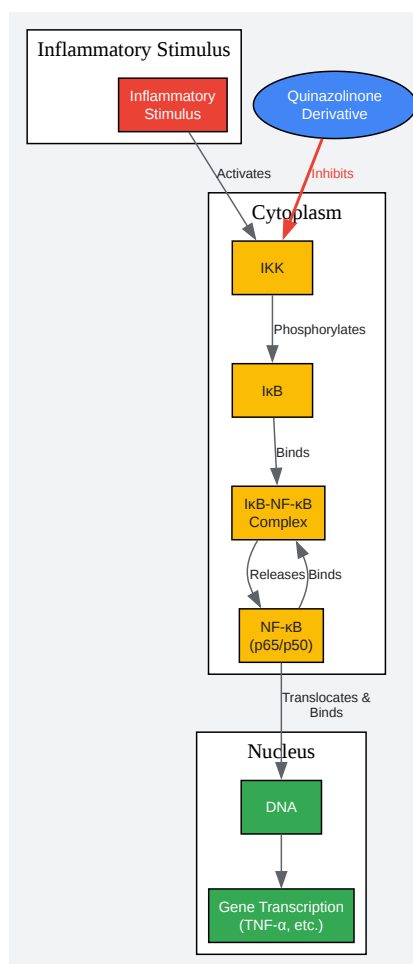 Inflammatory Stimulus
Inflammatory
Stimulus
Quinazolinone
Derivative
Activates
Inhibits
Cytoplasm
IKK
Phosphorylates
IκB
Binds
IκB-NF-κB
Complex
Releases
Binds
NF-κB
(p65/p50)
Translocates &
Binds
Nucleus
DNA
Gene Transcription
(TNF-α, etc.)